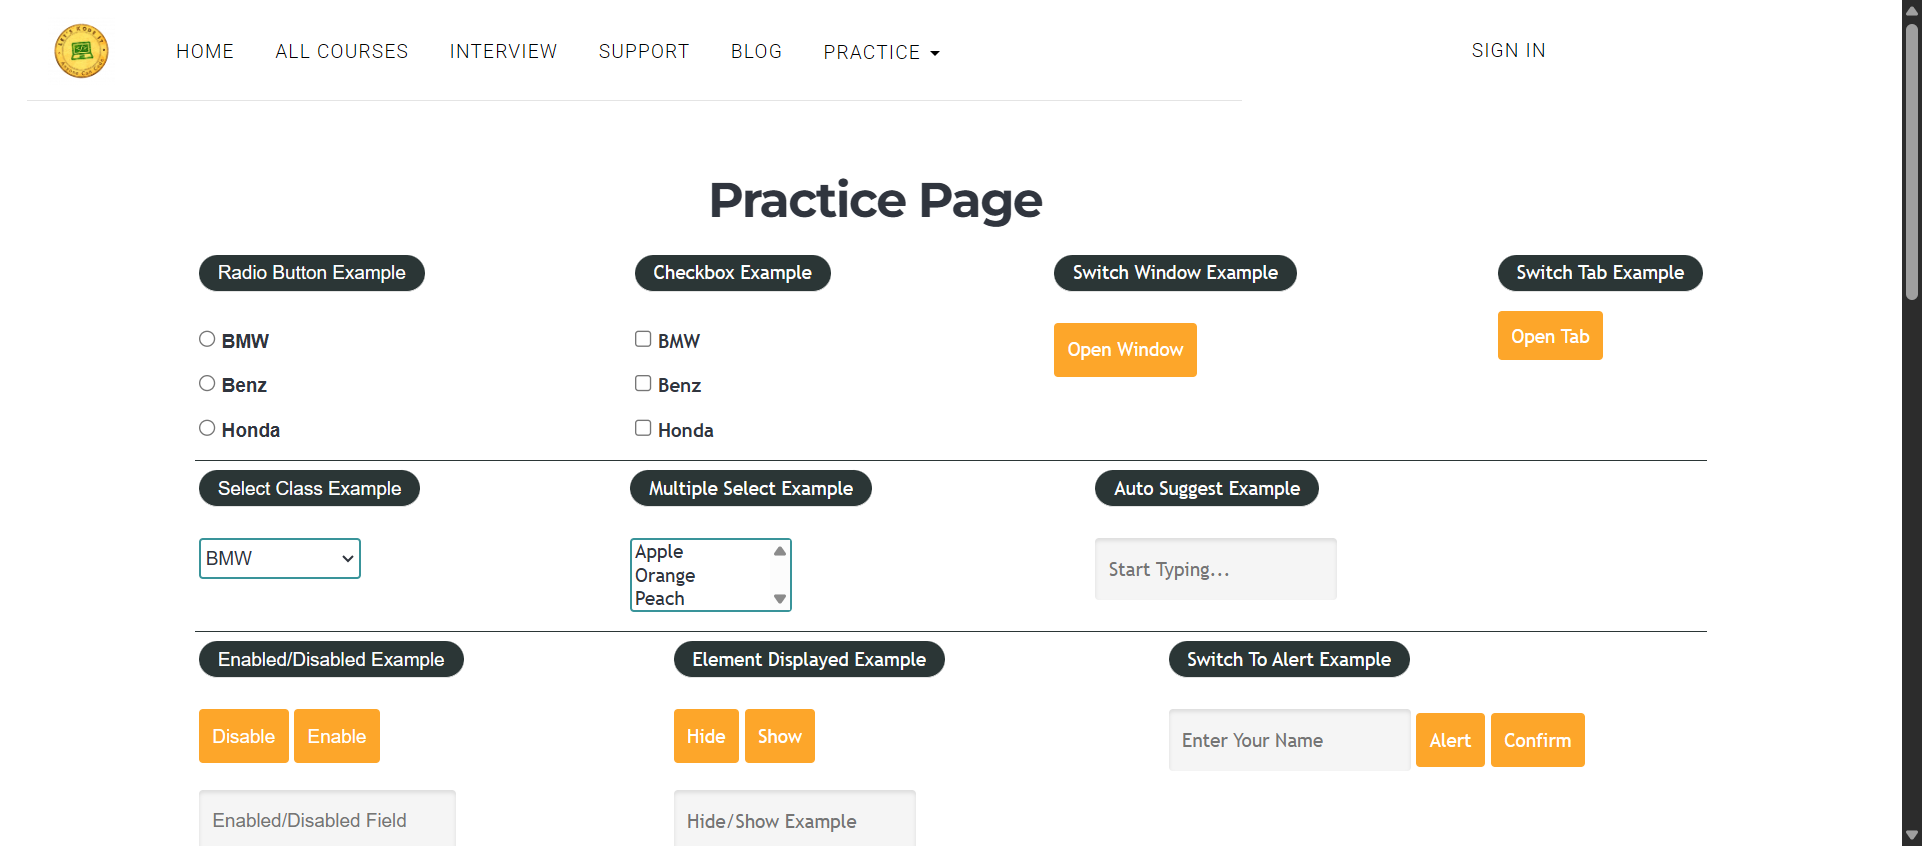 HOME
ALL COURSES
INTERVIEW
SUPPORT
BLOG
PRACTICE
SIGN IN
Practice Page
Radio Button Example
Checkbox Example
Switch Window Example
Switch Tab Example
BMW
BMW
Open Window
Open Tab
Benz
Benz
Honda
Honda
Select Class Example
Multiple Select Example
Auto Suggest Example
BMW
Apple
Orange
Peach
Start Typing...
Enabled/Disabled Example
Element Displayed Example
Switch To Alert Example
Disable
Enable
Hide
Show
Enter Your Name
Alert
Confirm
Enabled/Disabled Field
Hide/Show Example